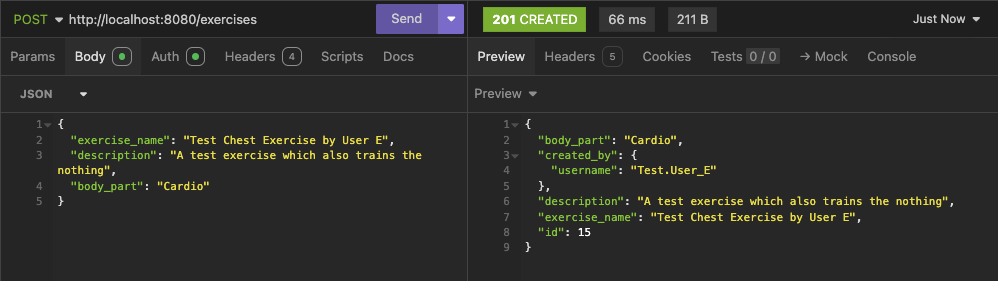 POST http://localhost:8080/exercises Send 201 CREATED 66 ms 211 B Just Now
Params Body Auth Headers 4 Scripts Docs Preview Headers 5 Cookies Tests 0 / 0 → Mock Console
JSON
1 {
2 "exercise_name": "Test Chest Exercise by User E",
3 "description": "A test exercise which also trains the
nothing",
4 "body_part": "Cardio"
5 }
Preview
1 {
2 "body_part": "Cardio",
3 "created_by": {
4 "username": "Test.User_E"
5 },
6 "description": "A test exercise which also trains the nothing",
7 "exercise_name": "Test Chest Exercise by User E",
8 "id": 15
9 }